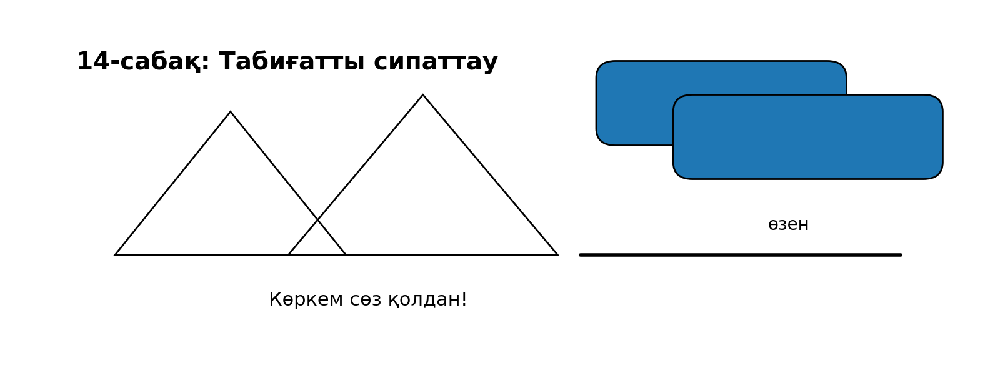 14-сабақ: Табиғатты сипаттау
өзен
Көркем сөз қолдан!